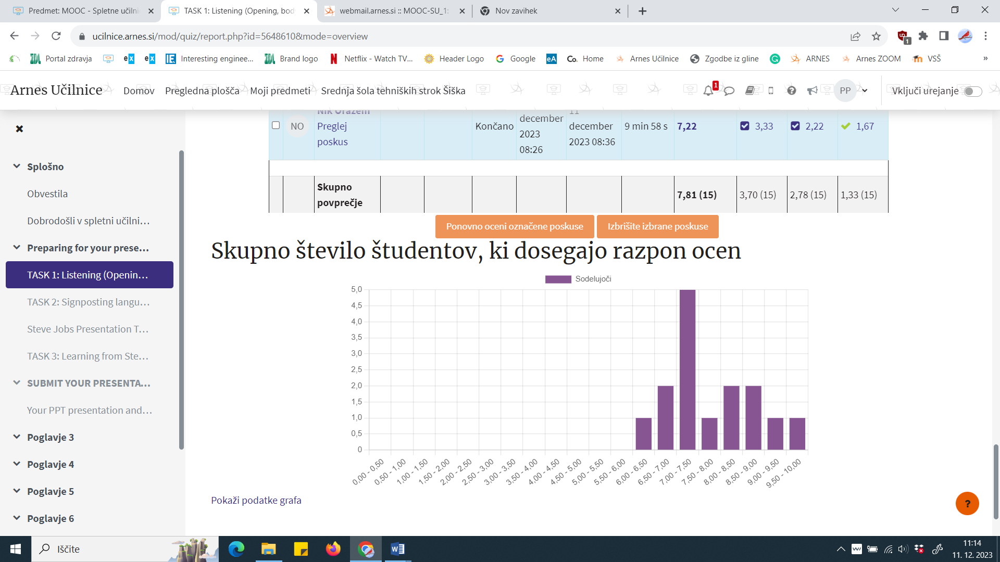 Predmet: MOOC - Spletne učilni
TASK 1: Listening (Opening, bod
webmail.arnes.si :: MOOC-SU_1:
Nov zavihek
ucilnice.arnes.si/mod/quiz/report.php?id=5648610&mode=overview
1
Portal zdravja
eX
eX
IE Interesting enginee...
Brand logo
N Netflix - Watch TV...
Header Logo
G Google
eA
Co. Home
Arnes Učilnice
Zgodbe iz gline
ARNES
Arnes ZOOM
VSŠ
»
Arnes Učilnice
Domov
Pregledna plošča
Moji predmeti
Srednja šola tehniških strok Šiška
1
PP
Vključi urejanje
Splošno
Obvestila
Dobrodošli v spletni učilni...
Preparing for your prese...
TASK 1: Listening (Openin...
TASK 2: Signposting langu...
Steve Jobs Presentation T...
TASK 3: Learning from Ste...
SUBMIT YOUR PRESENTA...
Your PPT presentation and...
Poglavje 3
Poglavje 4
Poglavje 5
Poglavje 6
NO
Nik Orazem
Preglej
poskus
Končano
december
2023
08:26
11
december
2023 08:36
9 min 58 s
7,22
3,33
2,22
1,67
Skupno
povprečje
7,81 (15)
3,70 (15)
2,78 (15)
1,33 (15)
Ponovno oceni označene poskuse
Izbrišite izbrane poskuse
Skupno število študentov, ki dosegajo razpon ocen
Sodelujoči
5,0
4,5
4,0
3,5
3,0
2,5
2,0
1,5
1,0
0,5
0
0,00 - 0,50
0,50 - 1,00
1,00 - 1,50
1,50 - 2,00
2,00 - 2,50
2,50 - 3,00
3,00 - 3,50
3,50 - 4,00
4,00 - 4,50
4,50 - 5,00
5,00 - 5,50
5,50 - 6,00
6,00 - 6,50
6,50 - 7,00
7,00 - 7,50
7,50 - 8,00
8,00 - 8,50
8,50 - 9,00
9,00 - 9,50
9,50 - 10,00
Pokaži podatke grafa
?
Iščite
11:14
11. 12. 2023